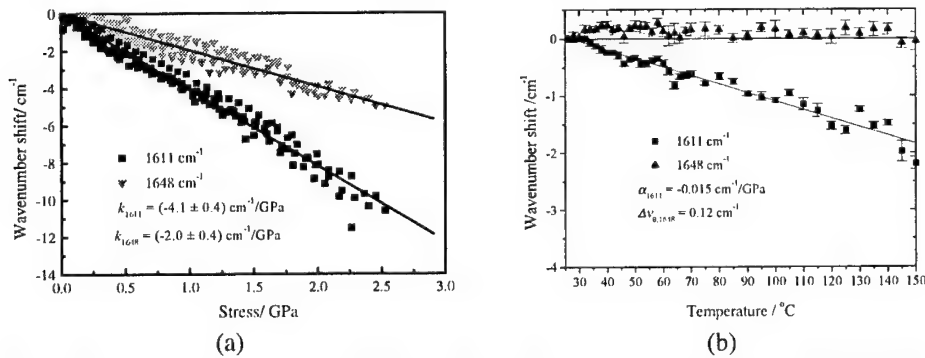 (a)
Wavenumber shift/ cm⁻¹
0
-2
-4
-6
-8
-10
-12
-14
1611 cm⁻¹
1648 cm⁻¹
k₁₆₁₁ = (-4.1 ± 0.4) cm⁻¹/GPa
k₁₆₄₈ = (-2.0 ± 0.4) cm⁻¹/GPa
0.0 0.5 1.0 1.5 2.0 2.5 3.0
Stress/ GPa
(a)
(b)
Wavenumber shift /cm⁻¹
1
0
-1
-2
-3
-4
1611 cm⁻¹
1648 cm⁻¹
α₁₆₁₁ = -0.015 cm⁻¹/GPa
Δν₀,₁₆₄₈ = 0.12 cm⁻¹
30 40 50 60 70 80 90 100 110 120 130 140 150
Temperature / °C
(b)